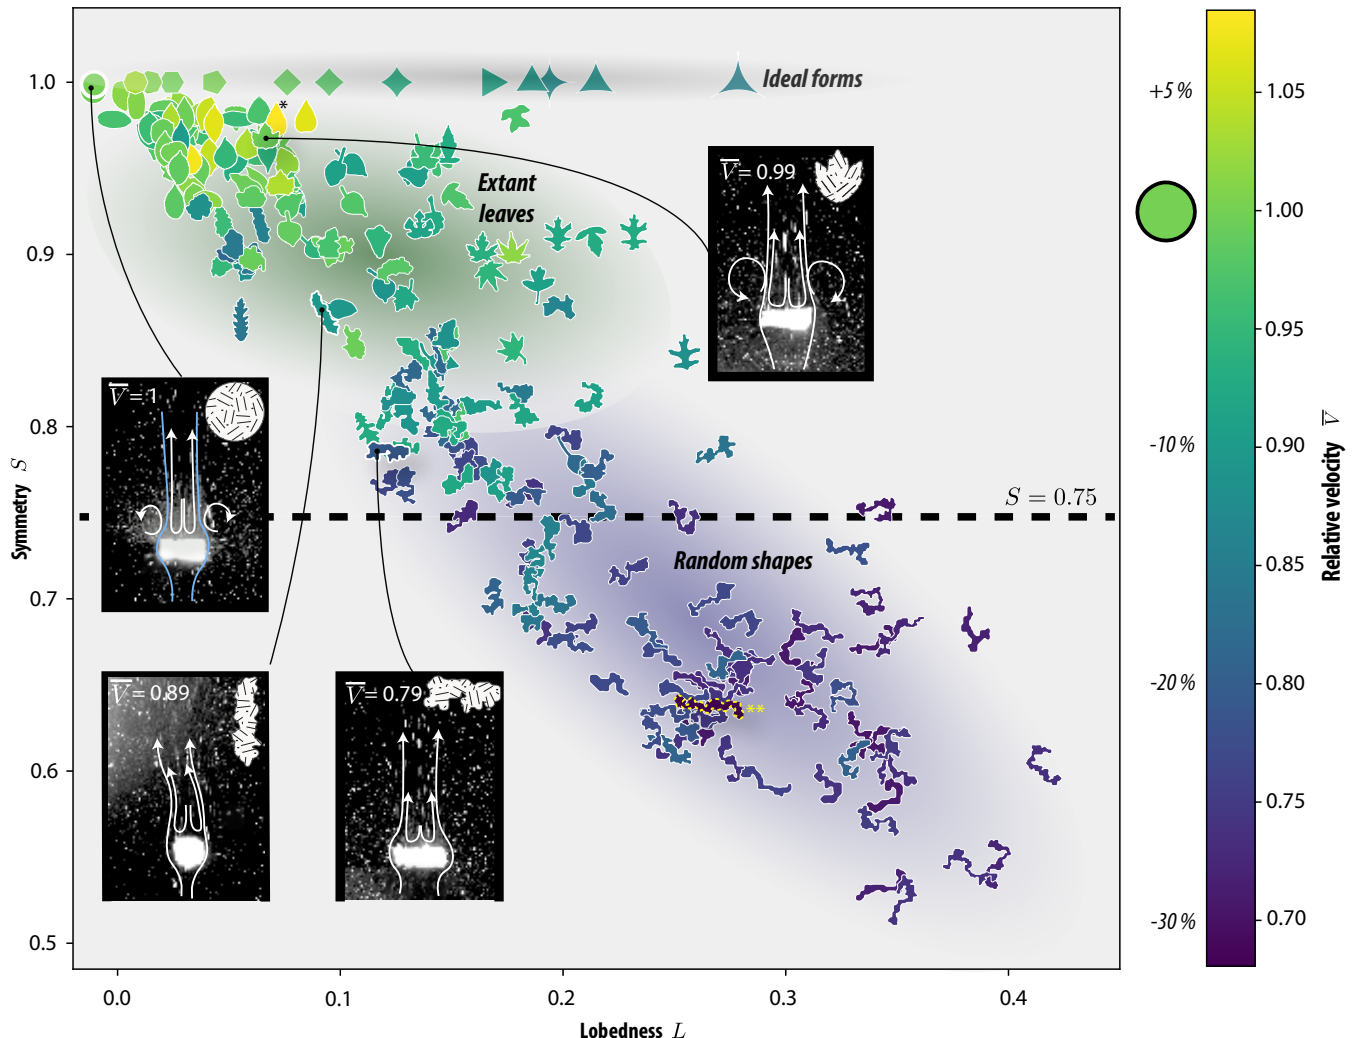 1.0
0.9
0.8
0.7
0.6
0.5
Symmetry S
0.0
0.1
0.2
0.3
0.4
Lobedness L
Ideal forms
*
Extant
leaves
V̅ = 0.99
V̅ = 1
S = 0.75
Random shapes
V̅ = 0.89
V̅ = 0.79
**
+5 %
-10 %
-20 %
-30 %
1.05
1.00
0.95
0.90
0.85
0.80
0.75
0.70
Relative velocity V̅